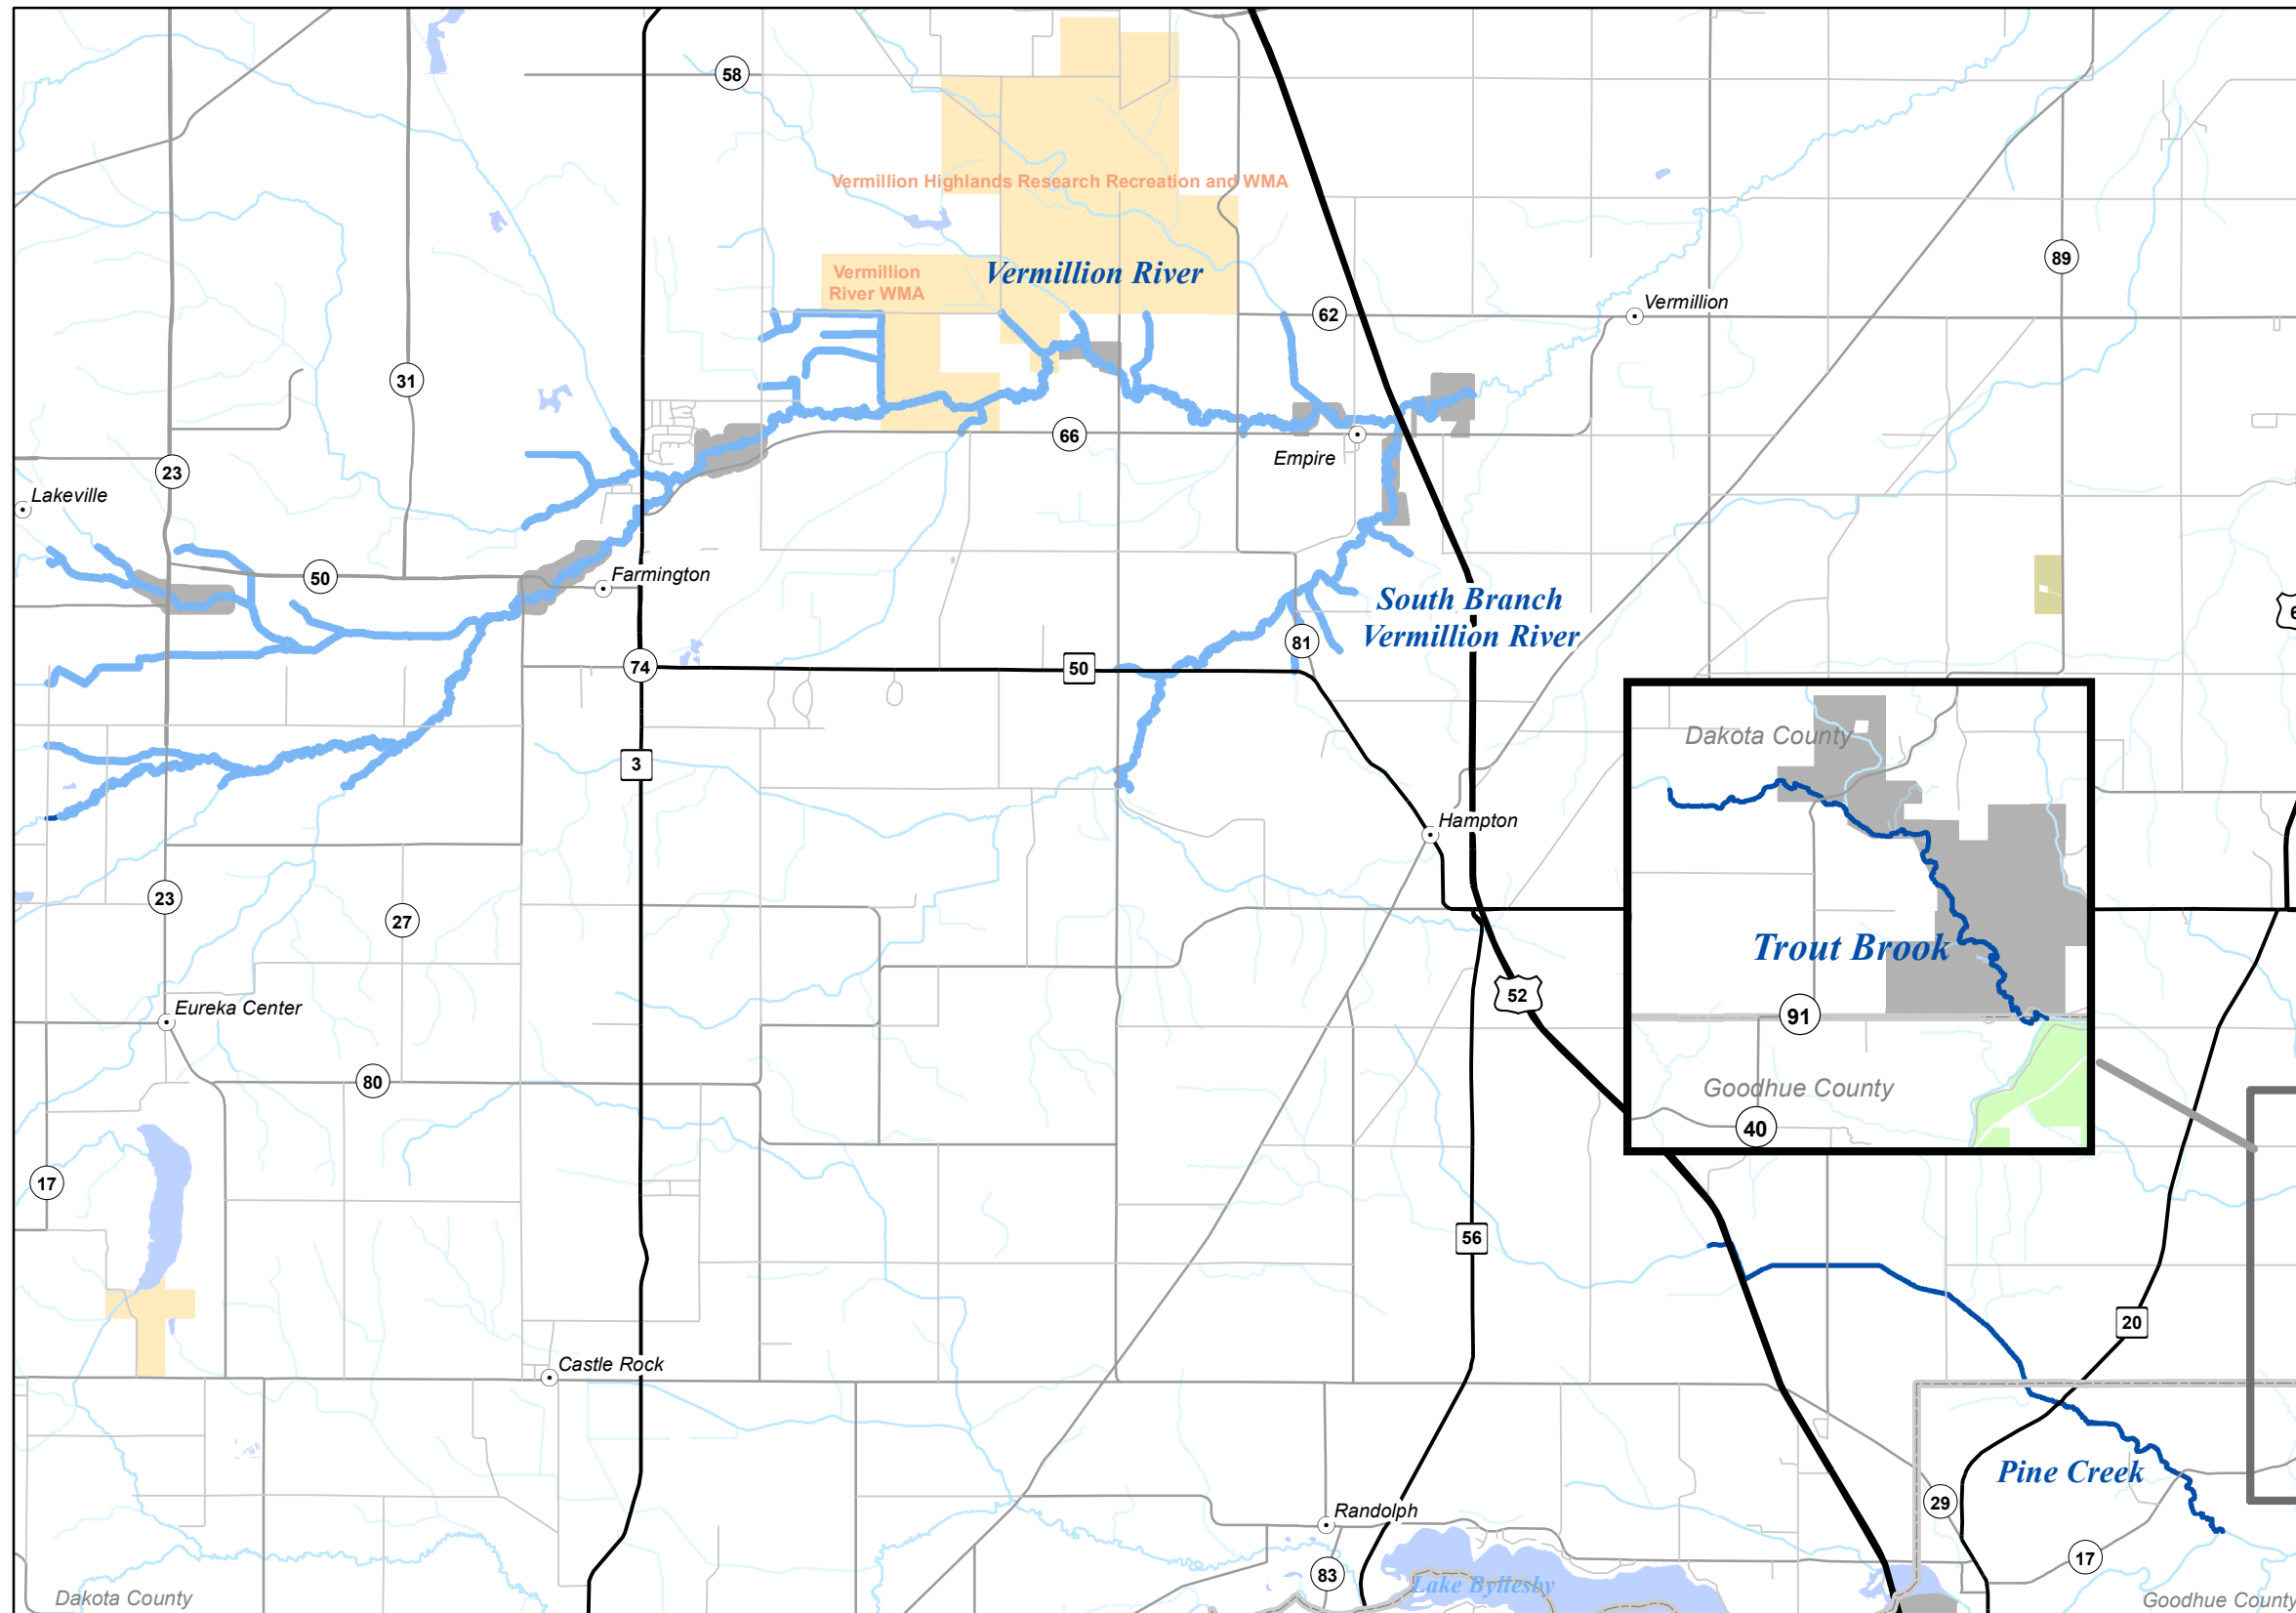 58
Vermillion Highlands Research Recreation and WMA
89
Vermillion
River WMA
Vermillion River
62
Vermillion
31
66
Empire
23
Lakeville
50
Farmington
South Branch
Vermillion River
81
74
50
3
Dakota County
Hampton
23
27
Trout Brook
52
Eureka Center
91
80
Goodhue County
40
17
56
20
Castle Rock
Pine Creek
29
Randolph
17
83
Lake Byllesby
Dakota County
Goodhue County